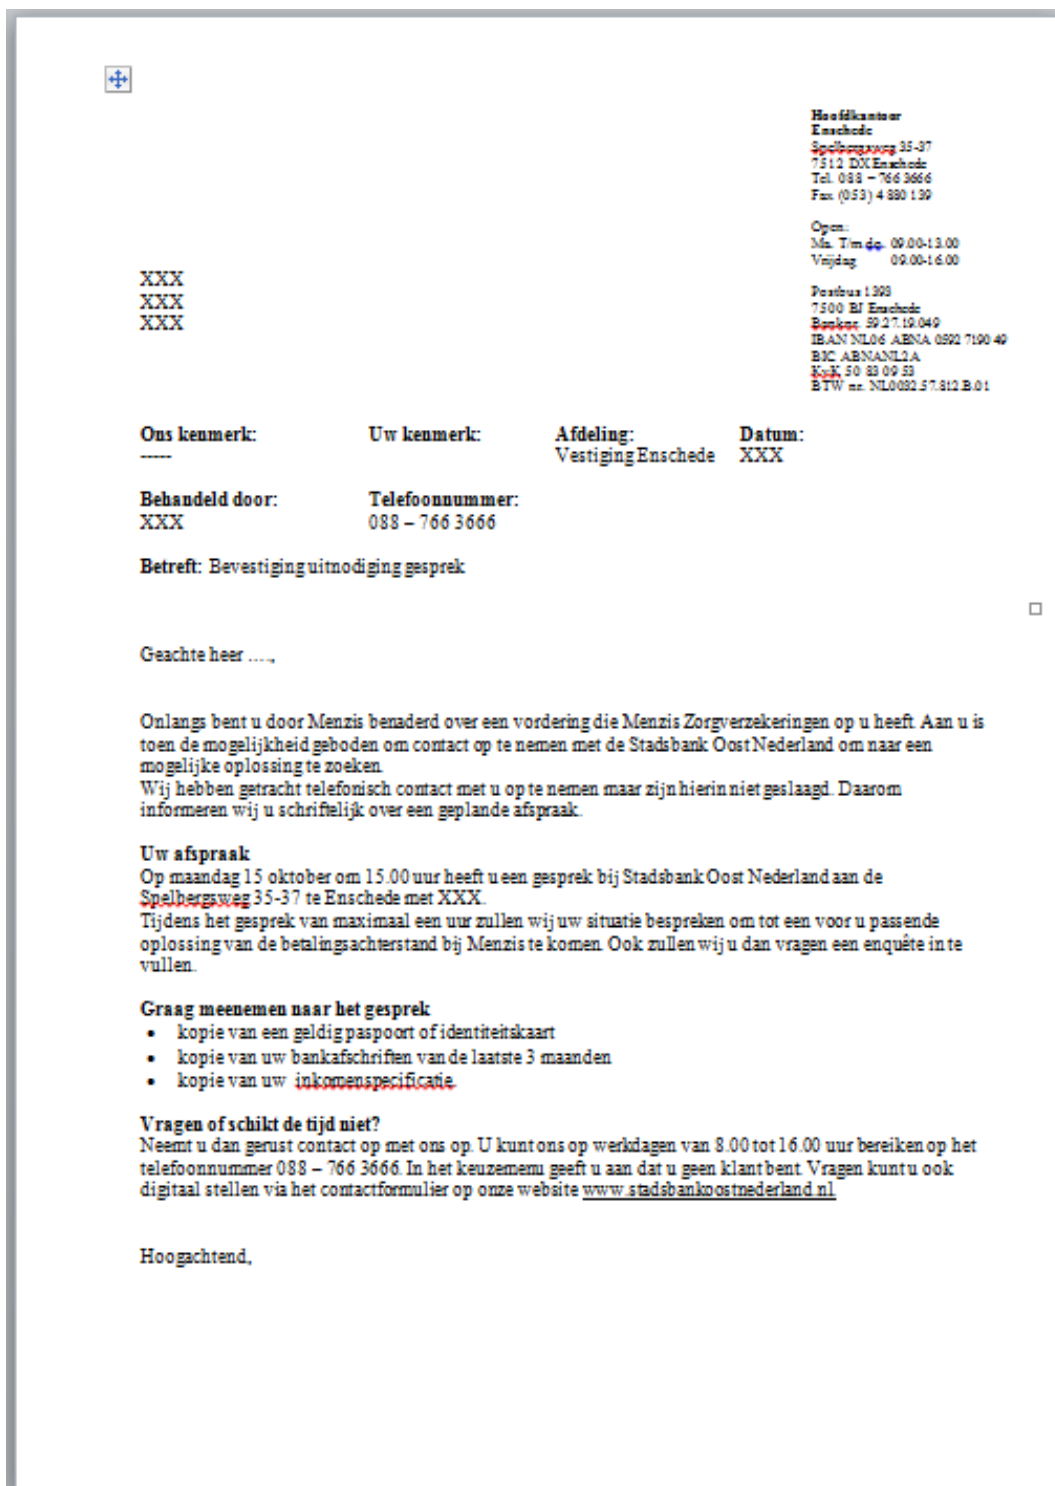 Hoofdkantoor
Enschede
Spelbergsweg 35-37
7512 DX Enschede
Tel. 088 – 766 3666
Fax. (053) 4 880 139
Open:
Ma. T/m do. 09.00-13.00
Vrijdag 09.00-16.00
XXX
XXX
XXX
Postbus 1393
7500 BJ Enschede
Banknr. 59.27.19.049
IBAN NL06 ABNA 0592 7190 49
BIC ABNANL2A
KvK 50 83 09 53
BTW nr. NL0032.57.812.B.01
Ons kenmerk: Uw kenmerk: Afdeling: Datum:
----- Vestiging Enschede XXX
Behandeld door: Telefoonnummer:
XXX 088 – 766 3666
Betreft: Bevestiging uitnodiging gesprek
Geachte heer ….,
Onlangs bent u door Menzis benaderd over een vordering die Menzis Zorgverzekeringen op u heeft. Aan u is
toen de mogelijkheid geboden om contact op te nemen met de Stadsbank Oost Nederland om naar een
mogelijke oplossing te zoeken.
Wij hebben getracht telefonisch contact met u op te nemen maar zijn hierin niet geslaagd. Daarom
informeren wij u schriftelijk over een geplande afspraak.
Uw afspraak
Op maandag 15 oktober om 15.00 uur heeft u een gesprek bij Stadsbank Oost Nederland aan de
Spelbergsweg 35-37 te Enschede met XXX.
Tijdens het gesprek van maximaal een uur zullen wij uw situatie bespreken om tot een voor u passende
oplossing van de betalingsachterstand bij Menzis te komen. Ook zullen wij u dan vragen een enquête in te
vullen.
Graag meenemen naar het gesprek
• kopie van een geldig paspoort of identiteitskaart
• kopie van uw bankafschriften van de laatste 3 maanden
• kopie van uw inkomenspecificatie.
Vragen of schikt de tijd niet?
Neemt u dan gerust contact op met ons op. U kunt ons op werkdagen van 8.00 tot 16.00 uur bereiken op het
telefoonnummer 088 – 766 3666. In het keuzemenu geeft u aan dat u geen klant bent. Vragen kunt u ook
digitaal stellen via het contactformulier op onze website www.stadsbankoostnederland.nl.
Hoogachtend,